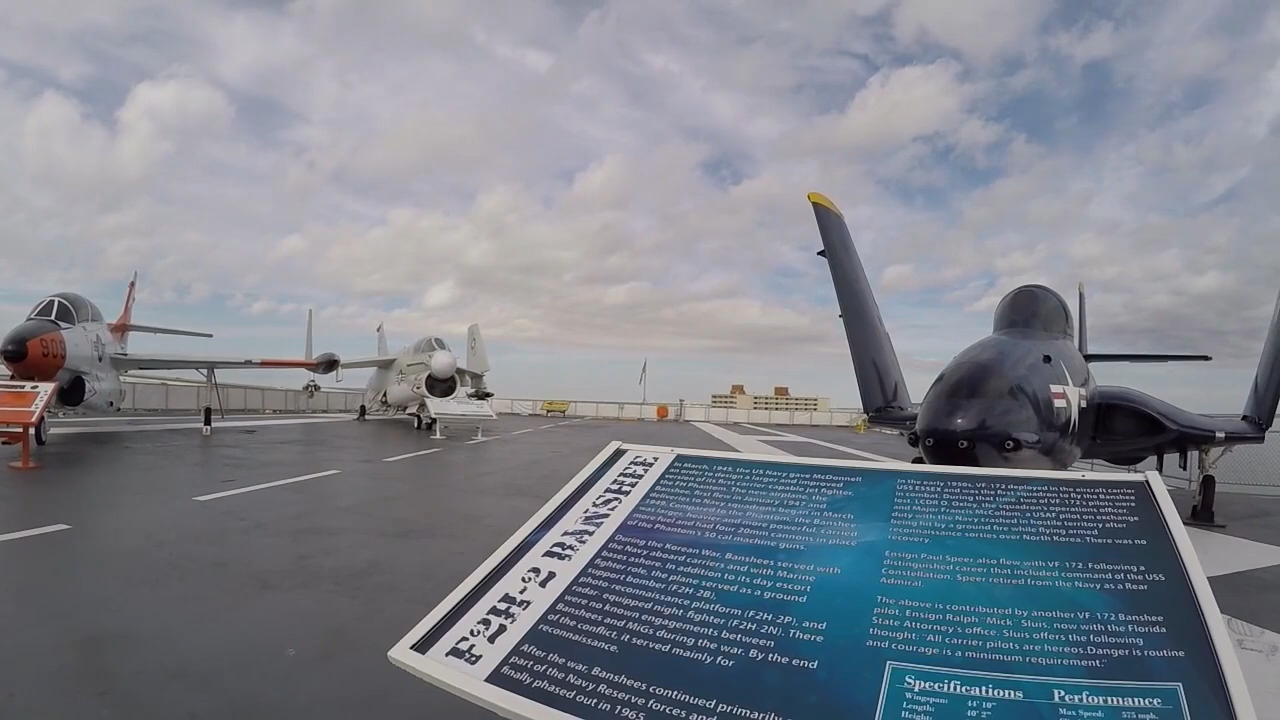 908
F2H-2 BANSHEE
In March, 1945, the US Navy gave McDonnell
an order to design a larger and improved
version of its first carrier-capable jet fighter,
the FH Phantom. The new airplane, the
Banshee, first flew in January 1947 and
deliveries to Navy squadrons began in March
1948. Compared to the Phantom, the Banshee
was larger and more powerful, carried
more fuel and had four 20mm cannons in place
of the Phantom's 50 cal machine guns.
During the Korean War, Banshees served with
the Navy aboard carriers and with Marine
bases ashore. In addition to its day escort
fighter role, the plane served as a ground
support bomber (F2H-2B),
photo-reconnaissance platform (F2H-2P), and
radar- equipped night-fighter (F2H-2N). There
were no known engagements between
Banshees and MiGs during the war. By the end
of the conflict, it served mainly for
reconnaissance.
After the war, Banshees continued primarily
part of the Navy Reserve forces and
finally phased out in 1965.
In the early 1950s, VF-172 deployed in the aircraft carrier
USS ESSEX and was the first squadron to fly the Banshee
in combat. During that time, two of VF-172's pilots were
lost. LCDR O. Oxley, the squadron's operations officer,
and Major Francis McCollom, a USAF pilot on exchange
duty with the Navy crashed in hostile territory after
being hit by a ground fire while flying armed
reconnaissance sorties over North Korea. There was no
recovery.
Ensign Paul Speer also flew with VF-172. Following a
distinguished career that included command of the USS
Constellation, Speer retired from the Navy as a Rear
Admiral.
The above is contributed by another VF-172 Banshee
pilot, Ensign Ralph "Mick" Sluis, now with the Florida
State Attorney's office. Sluis offers the following
thought: "All carrier pilots are hereos.Danger is routine
and courage is a minimum requirement."
Specifications Performance
Wingspan: 44' 10" Max Speed: 575 mph,
Length: 40' 2"
Height: